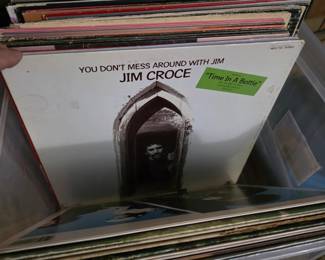 YOU DON'T MESS AROUND WITH JIM
JIM CROCE
"Time In A Bottle"